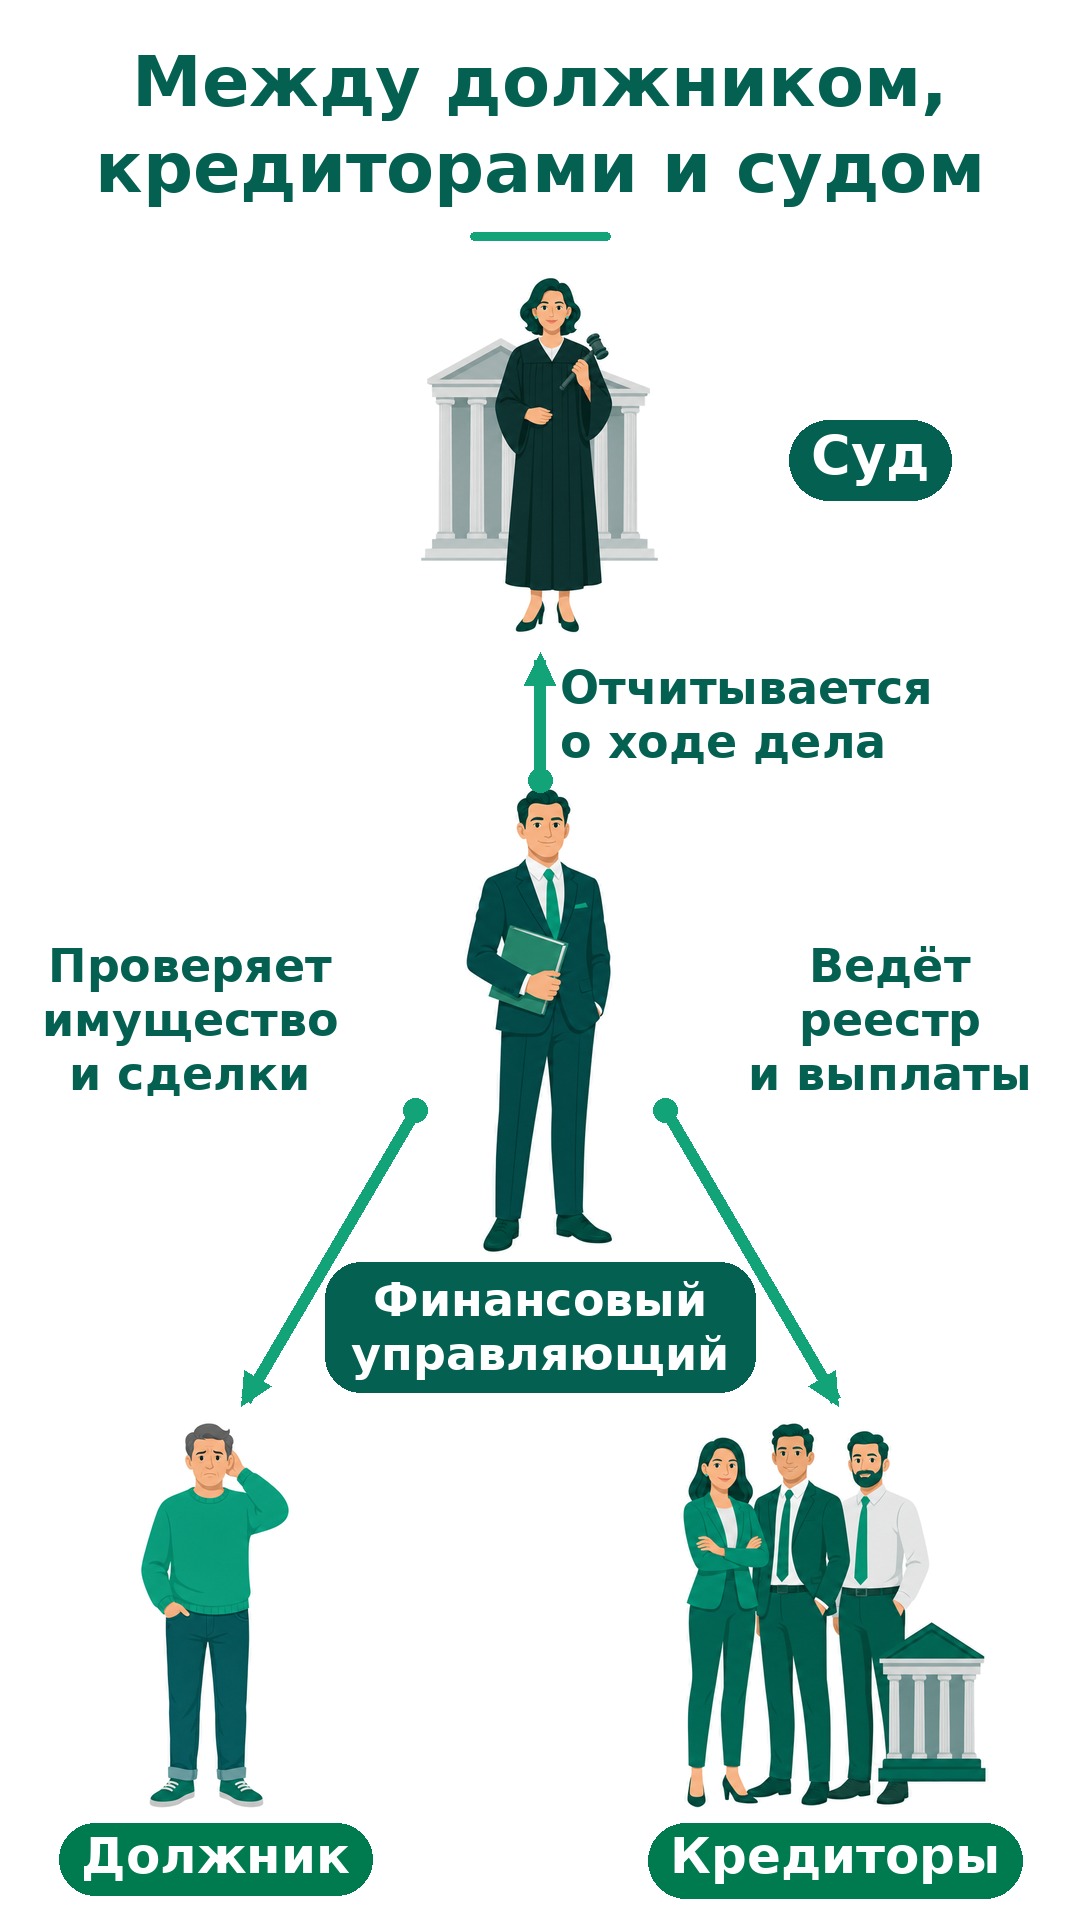 Между должником,
кредиторами и судом
Суд
Отчитывается
о ходе дела
Проверяет
имущество
и сделки
Ведёт
реестр
и выплаты
Финансовый
управляющий
Должник
Кредиторы